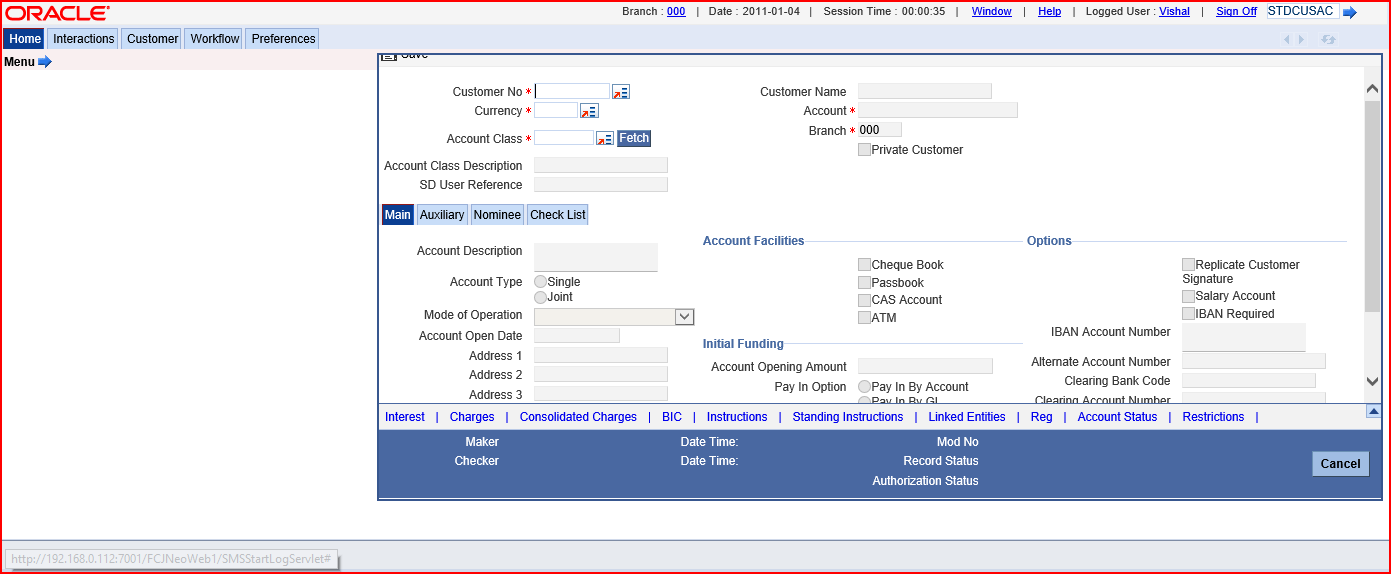 ORACLE® Branch : 000 | Date : 2011-01-04 | Session Time : 00:00:35 | Window | Help | Logged User : Vishal | Sign Off STDCUSAC
Home Interactions Customer Workflow Preferences
Menu
Save
Customer No * Customer Name
Currency * Account *
Account Class * Fetch Branch * 000
Private Customer
Account Class Description
SD User Reference
Main Auxiliary Nominee Check List
Account Facilities Options
Account Description Cheque Book Replicate Customer Signature
Account Type Single Passbook
Joint CAS Account Salary Account
Mode of Operation ATM IBAN Required
Account Open Date IBAN Account Number
Address 1 Initial Funding
Address 2 Account Opening Amount Alternate Account Number
Address 3 Pay In Option Pay In By Account Clearing Bank Code
Pay In By GL Clearing Account Number
Interest | Charges | Consolidated Charges | BIC | Instructions | Standing Instructions | Linked Entities | Reg | Account Status | Restrictions |
Maker Date Time: Mod No
Checker Date Time: Record Status
Authorization Status
Cancel
http://192.168.0.112:7001/FCJNeoWeb1/SMSStartLogServlet#